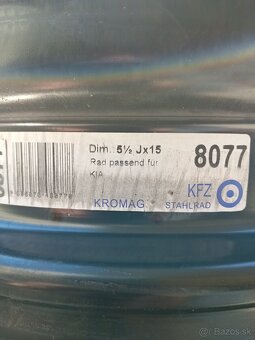 Dim. 5½ Jx15
Rad passend für
KIA
8077
KFZ
KROMAG
STAHLRAD
bazos.sk